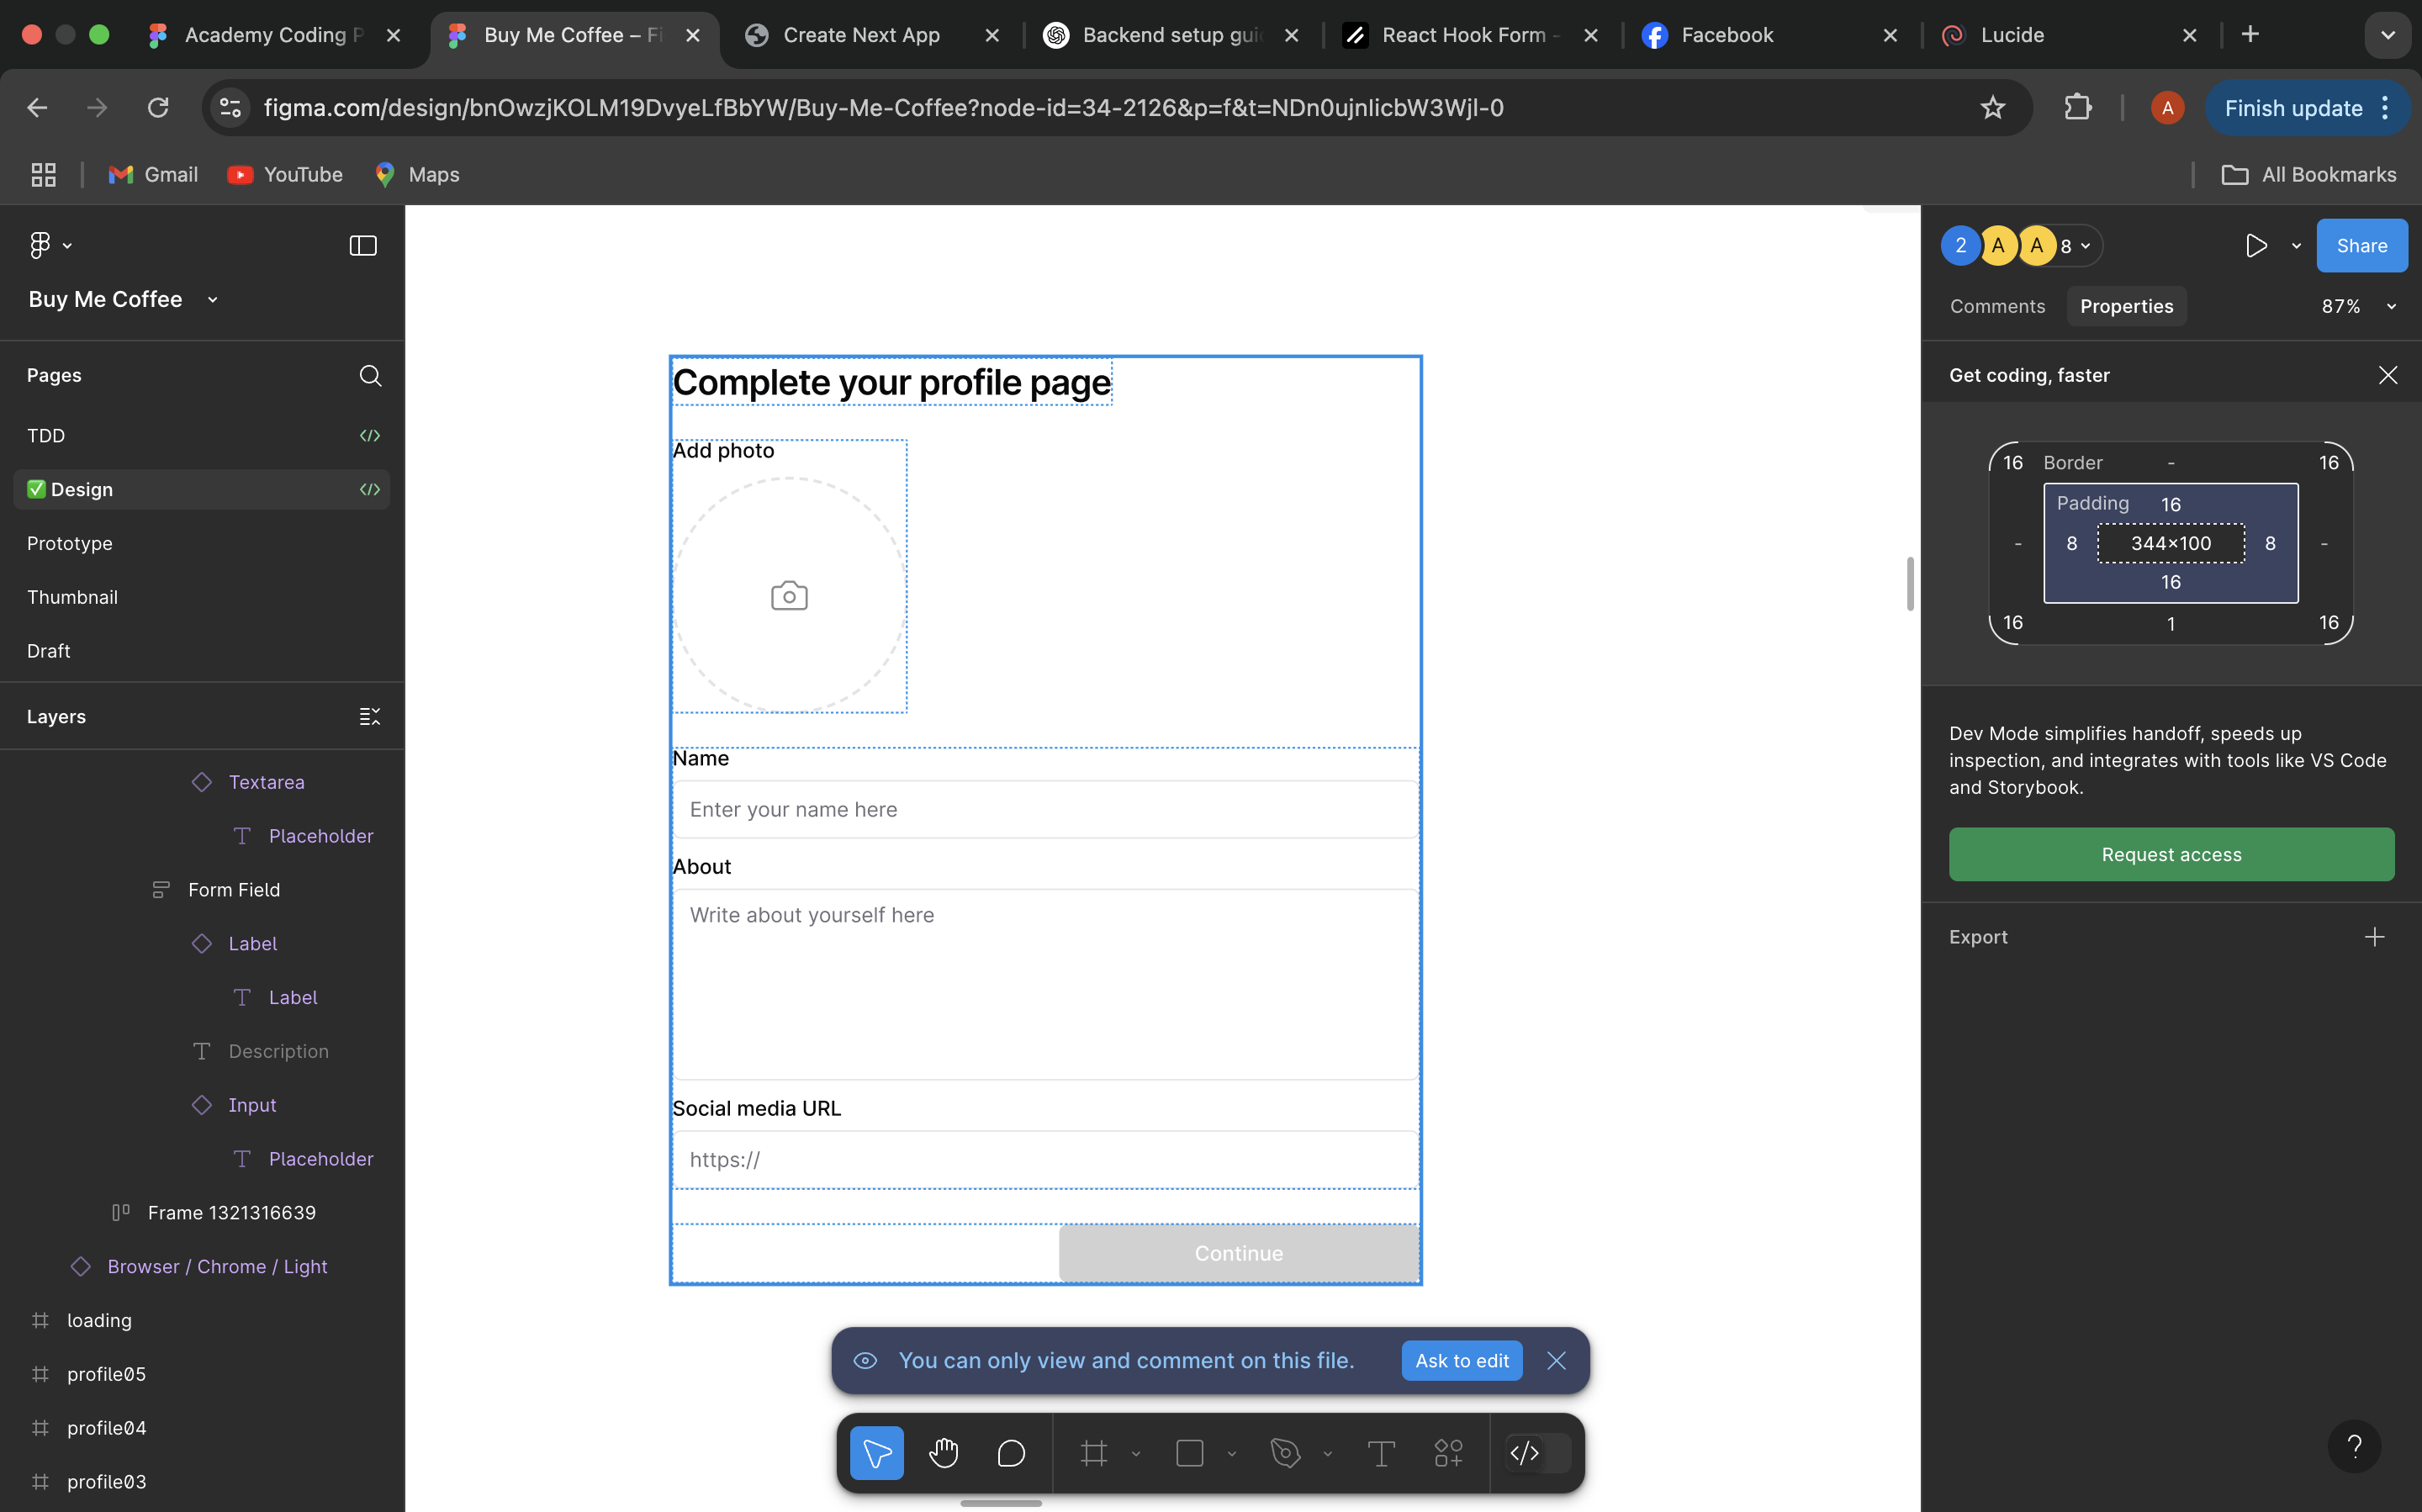 Academy Coding P
Buy Me Coffee – Fi
Create Next App
Backend setup gui
React Hook Form -
Facebook
Lucide
figma.com/design/bnOwzjKOLM19DvyeLfBbYW/Buy-Me-Coffee?node-id=34-2126&p=f&t=NDn0ujnlicbW3Wjl-0
A
Finish update
Gmail
YouTube
Maps
All Bookmarks
Buy Me Coffee
Pages
TDD
Design
Prototype
Thumbnail
Draft
Layers
Textarea
Placeholder
Form Field
Label
Label
Description
Input
Placeholder
Frame 1321316639
Browser / Chrome / Light
loading
profile05
profile04
profile03
Complete your profile page
Add photo
Name
Enter your name here
About
Write about yourself here
Social media URL
https://
Continue
You can only view and comment on this file.
Ask to edit
2 A A 8
Share
Comments
Properties
87%
Get coding, faster
16 Border - 16
Padding 16
- 8 344×100 8 -
16
16 1 16
Dev Mode simplifies handoff, speeds up
inspection, and integrates with tools like VS Code
and Storybook.
Request access
Export
?